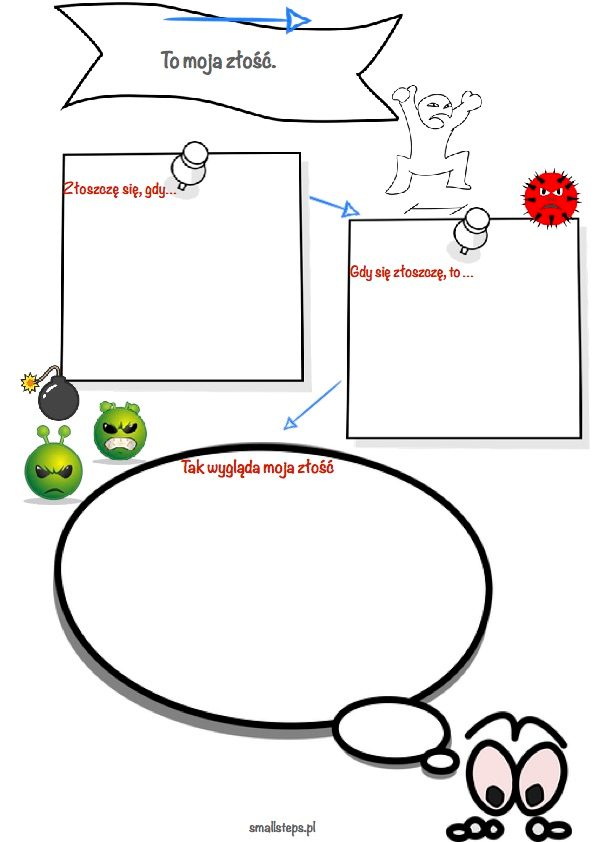 To moja złość.
Złoszczę się, gdy...
Gdy się złoszczę, to ...
Tak wygląda moja złość
smallsteps.pl